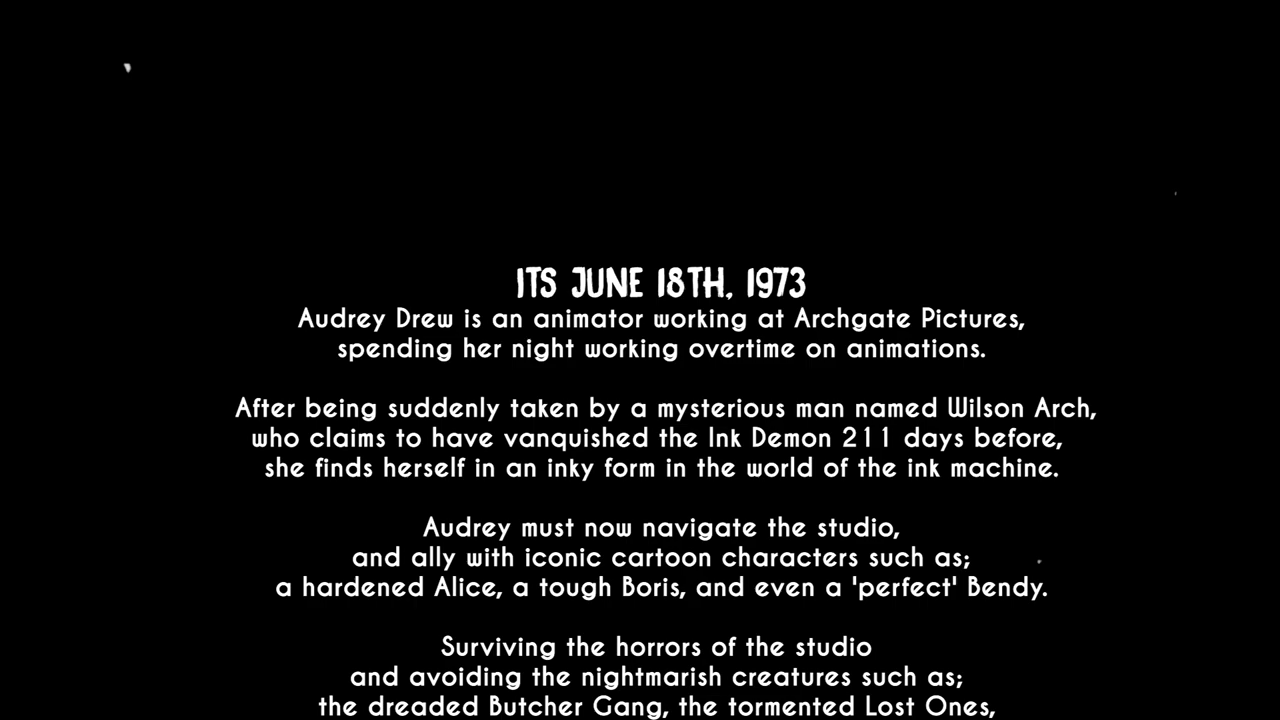 ITS JUNE 18TH, 1973
Audrey Drew is an animator working at Archgate Pictures,
spending her night working overtime on animations.
After being suddenly taken by a mysterious man named Wilson Arch,
who claims to have vanquished the Ink Demon 211 days before,
she finds herself in an inky form in the world of the ink machine.
Audrey must now navigate the studio,
and ally with iconic cartoon characters such as;
a hardened Alice, a tough Boris, and even a 'perfect' Bendy.
Surviving the horrors of the studio
and avoiding the nightmarish creatures such as;
the dreaded Butcher Gang, the tormented Lost Ones,